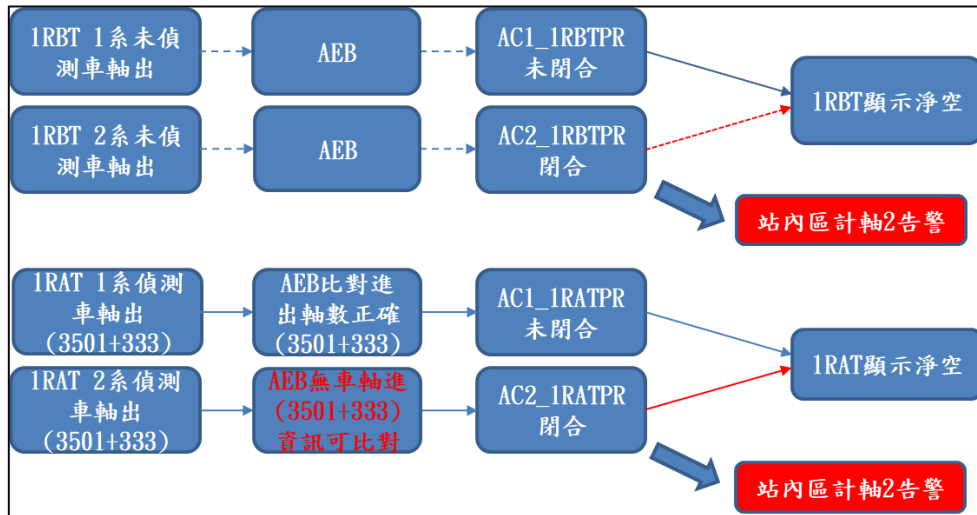 1RBT 1系未偵
測車軸出
AEB
AC1_1RBTPR
未閉合
1RBT 2系未偵
測車軸出
AEB
AC2_1RBTPR
閉合
1RBT顯示淨空
站內區計軸2告警
1RAT 1系偵測
車軸出
(3501+333)
AEB比對進
出軸數正確
(3501+333)
AC1_1RATPR
未閉合
1RAT 2系偵測
車軸出
(3501+333)
AEB無車軸進
(3501+333)
資訊可比對
AC2_1RATPR
閉合
1RAT顯示淨空
站內區計軸2告警